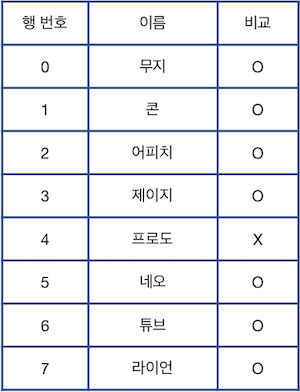 행 번호 이름 비교
0 무지 O
1 콘 O
2 어피치 O
3 제이지 O
4 프로도 X
5 네오 O
6 튜브 O
7 라이언 O